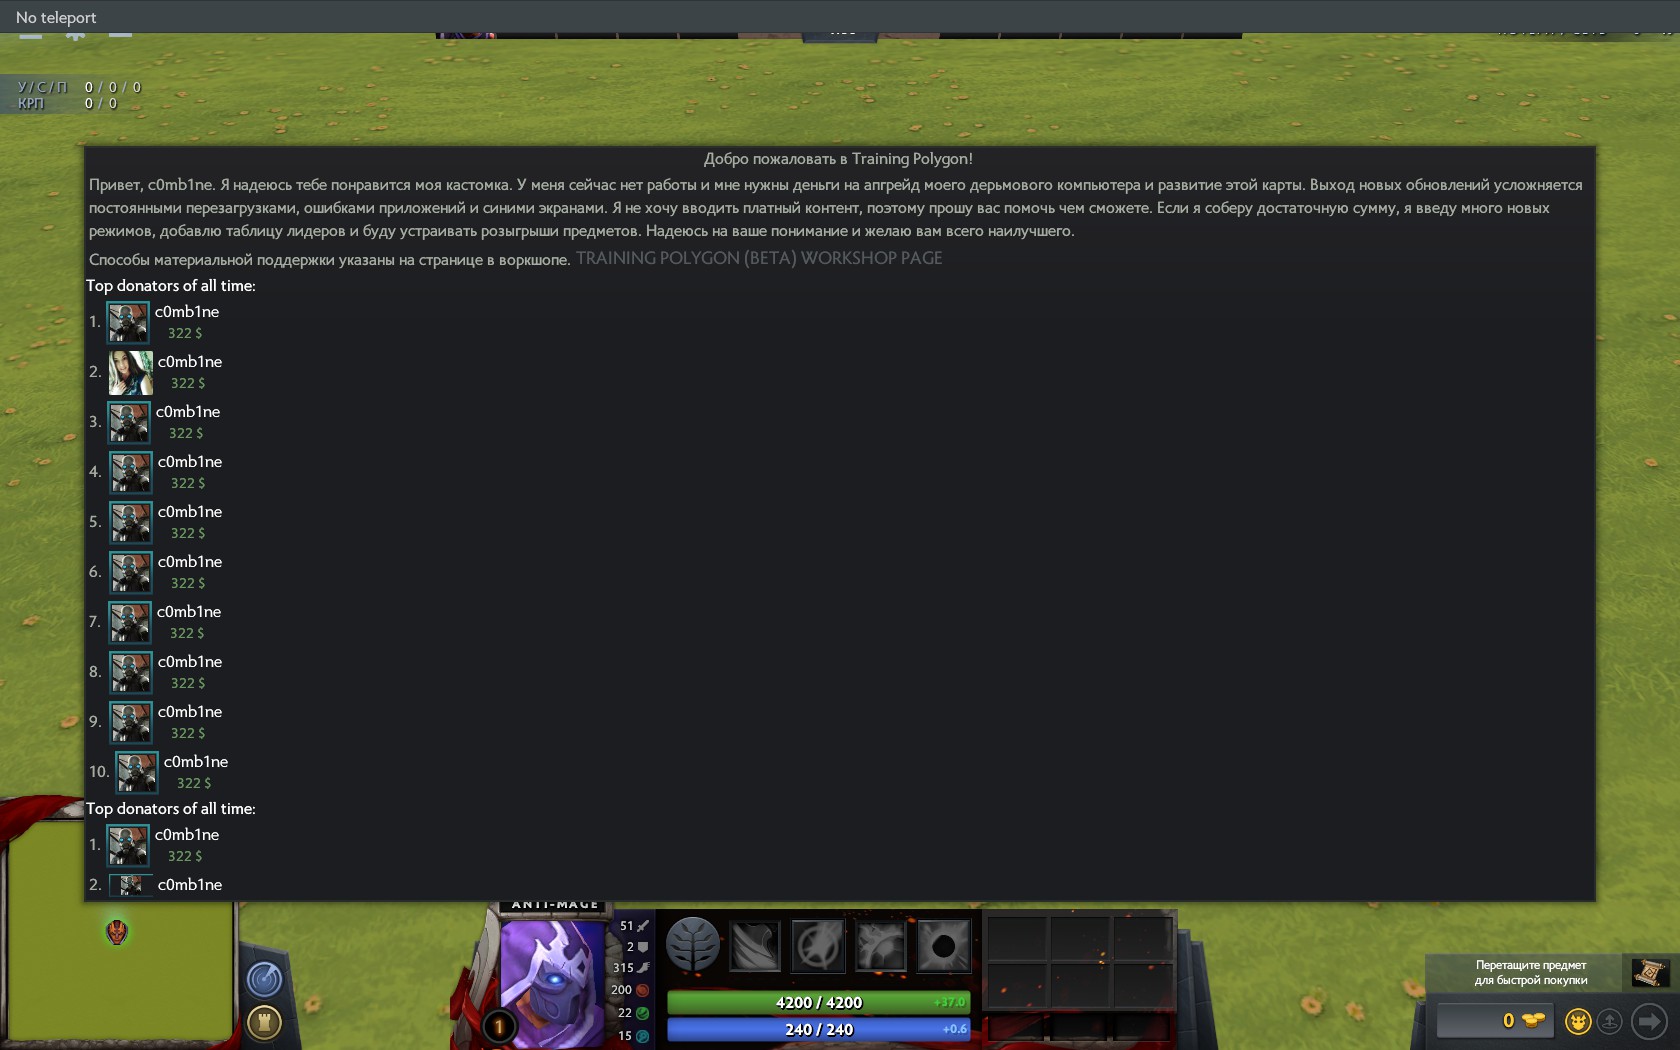 No teleport
У / С / П 0 / 0 / 0
КРП 0 / 0
Добро пожаловать в Training Polygon!
Привет, c0mb1ne. Я надеюсь тебе понравится моя кастомка. У меня сейчас нет работы и мне нужны деньги на апгрейд моего дерьмового компьютера и развитие этой карты. Выход новых обновлений усложняется
постоянными перезагрузками, ошибками приложений и синими экранами. Я не хочу вводить платный контент, поэтому прошу вас помочь чем сможете. Если я соберу достаточную сумму, я введу много новых
режимов, добавлю таблицу лидеров и буду устраивать розыгрыши предметов. Надеюсь на ваше понимание и желаю вам всего наилучшего.
Способы материальной поддержки указаны на странице в воркшопе. TRAINING POLYGON (BETA) WORKSHOP PAGE
Top donators of all time:
1. c0mb1ne
322 $
2. c0mb1ne
322 $
3. c0mb1ne
322 $
4. c0mb1ne
322 $
5. c0mb1ne
322 $
6. c0mb1ne
322 $
7. c0mb1ne
322 $
8. c0mb1ne
322 $
9. c0mb1ne
322 $
10. c0mb1ne
322 $
Top donators of all time:
1. c0mb1ne
322 $
2. c0mb1ne
ANTI-MAGE
51
2
315
200
22
15
1
4200 / 4200 +37.0
240 / 240 +0.6
Перетащите предмет
для быстрой покупки
0